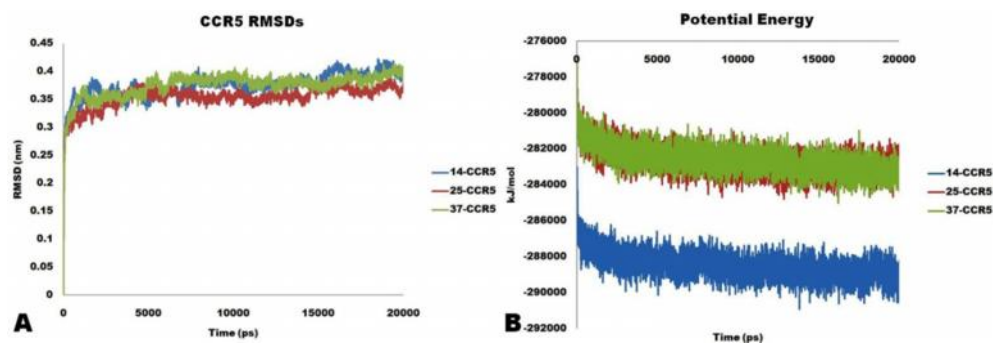 CCR5 RMSDs
0.45
0.4
0.35
0.3
0.25
0.2
0.15
0.1
0.05
0
RMSD (nm)
0 5000 10000 15000 20000
Time (ps)
14-CCR5
25-CCR5
37-CCR5
A
Potential Energy
-276000
-278000
-280000
-282000
-284000
-286000
-288000
-290000
-292000
kJ/mol
0 5000 10000 15000 20000
Time (ps)
14-CCR5
25-CCR5
37-CCR5
B